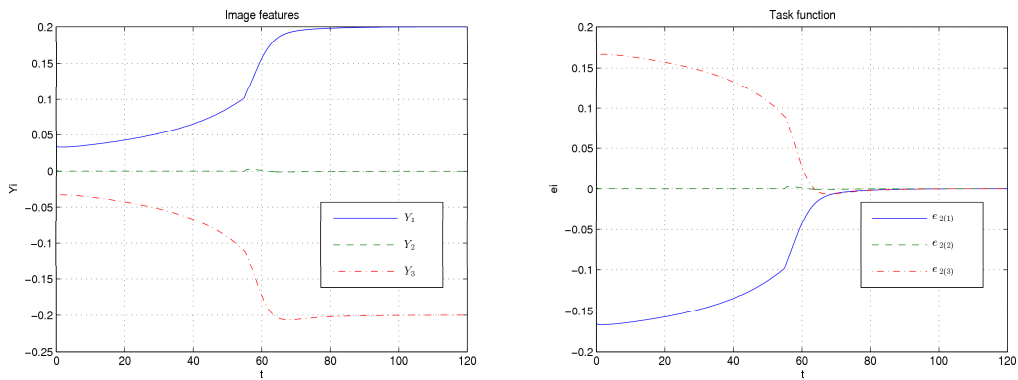 Image features
0.2
0.15
0.1
0.05
0
−0.05
−0.1
−0.15
−0.2
−0.25
Yi
Y₁
Y₂
Y₃
0 20 40 60 80 100 120
t
Task function
0.2
0.15
0.1
0.05
0
−0.05
−0.1
−0.15
−0.2
ei
e 2(1)
e 2(2)
e 2(3)
0 20 40 60 80 100 120
t